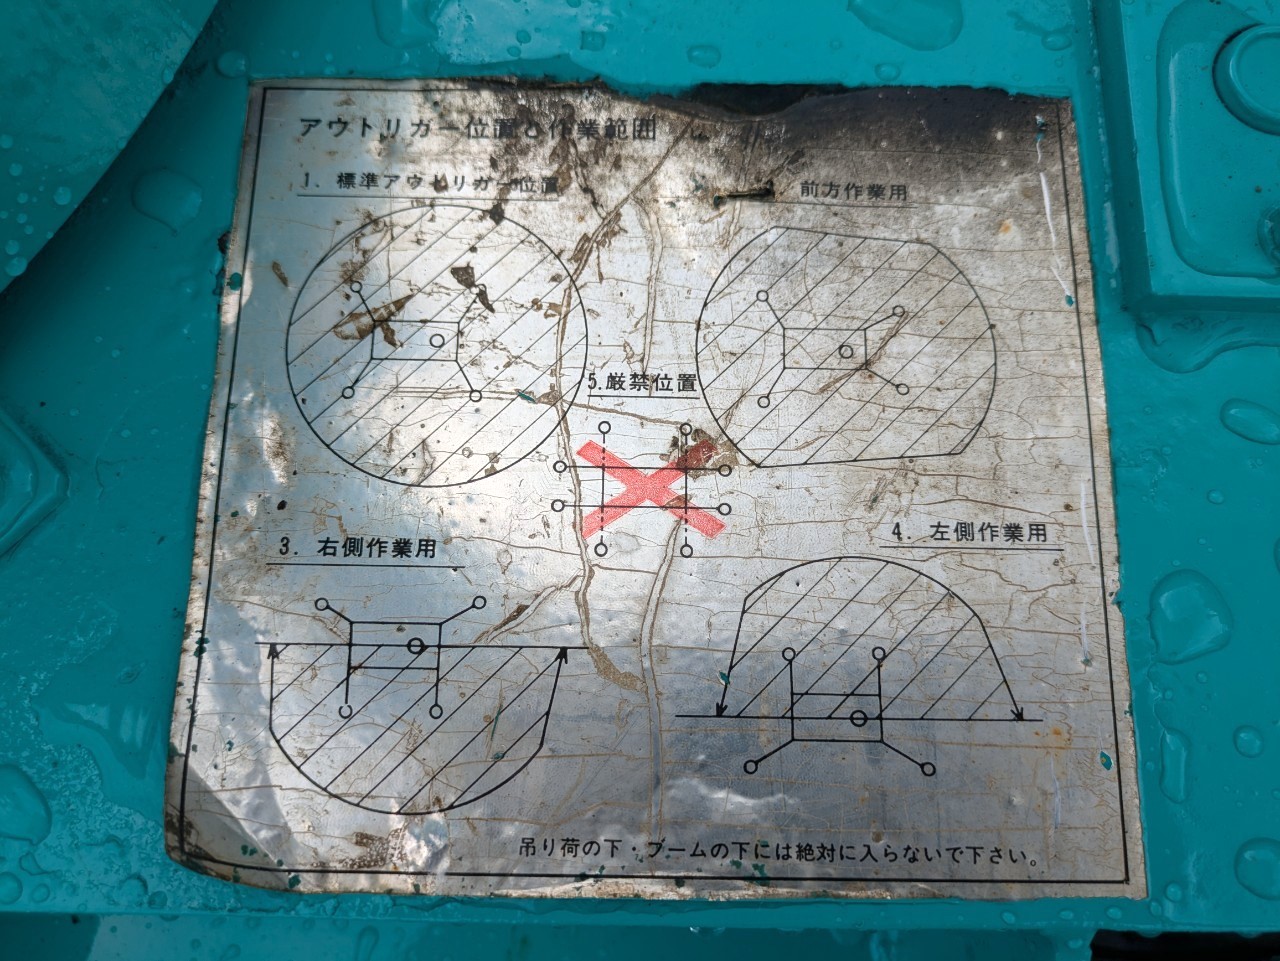 アウトリガー位置と作業範囲
1. 標準アウトリガー位置
前方作業用
5.厳禁位置
3. 右側作業用
4. 左側作業用
吊り荷の下・ブームの下には絶対に入らないで下さい。